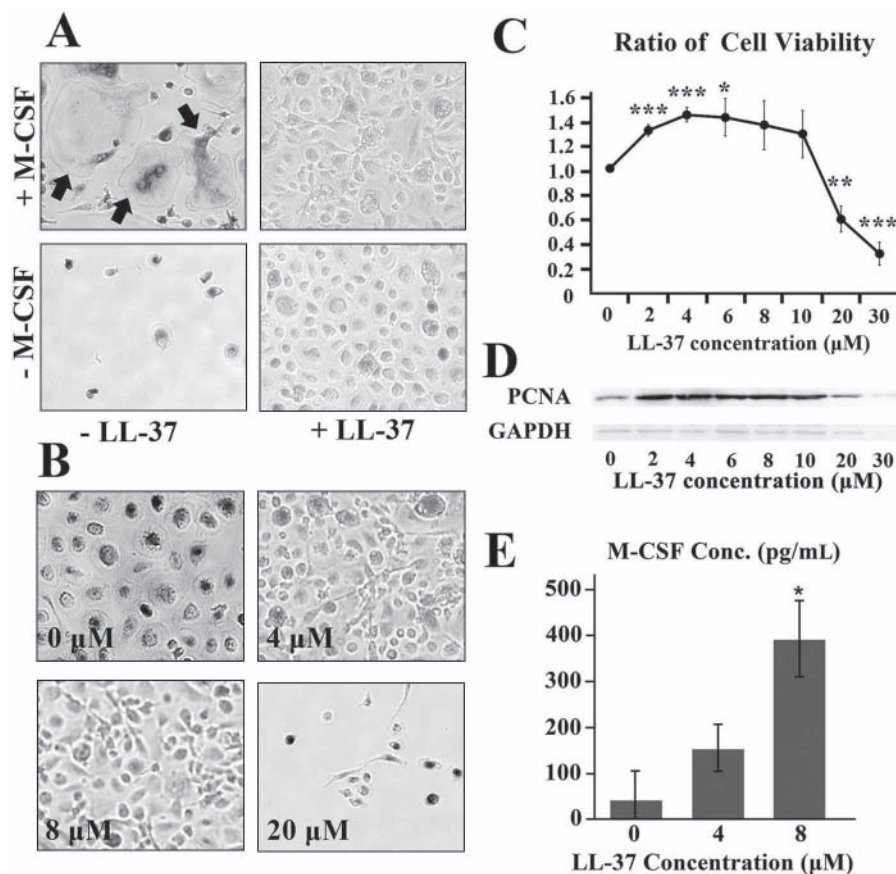 A
+ M-CSF
- M-CSF
- LL-37
+ LL-37
B
0 μM
4 μM
8 μM
20 μM
C
Ratio of Cell Viability
1.6
1.4
1.2
1.0
0.8
0.6
0.4
0.2
0
***
***
*
**
***
0 2 4 6 8 10 20 30
LL-37 concentration (μM)
D
PCNA
GAPDH
0 2 4 6 8 10 20 30
LL-37 concentration (μM)
E
M-CSF Conc. (pg/mL)
500
400
300
200
100
0
*
0 4 8
LL-37 Concentration (μM)